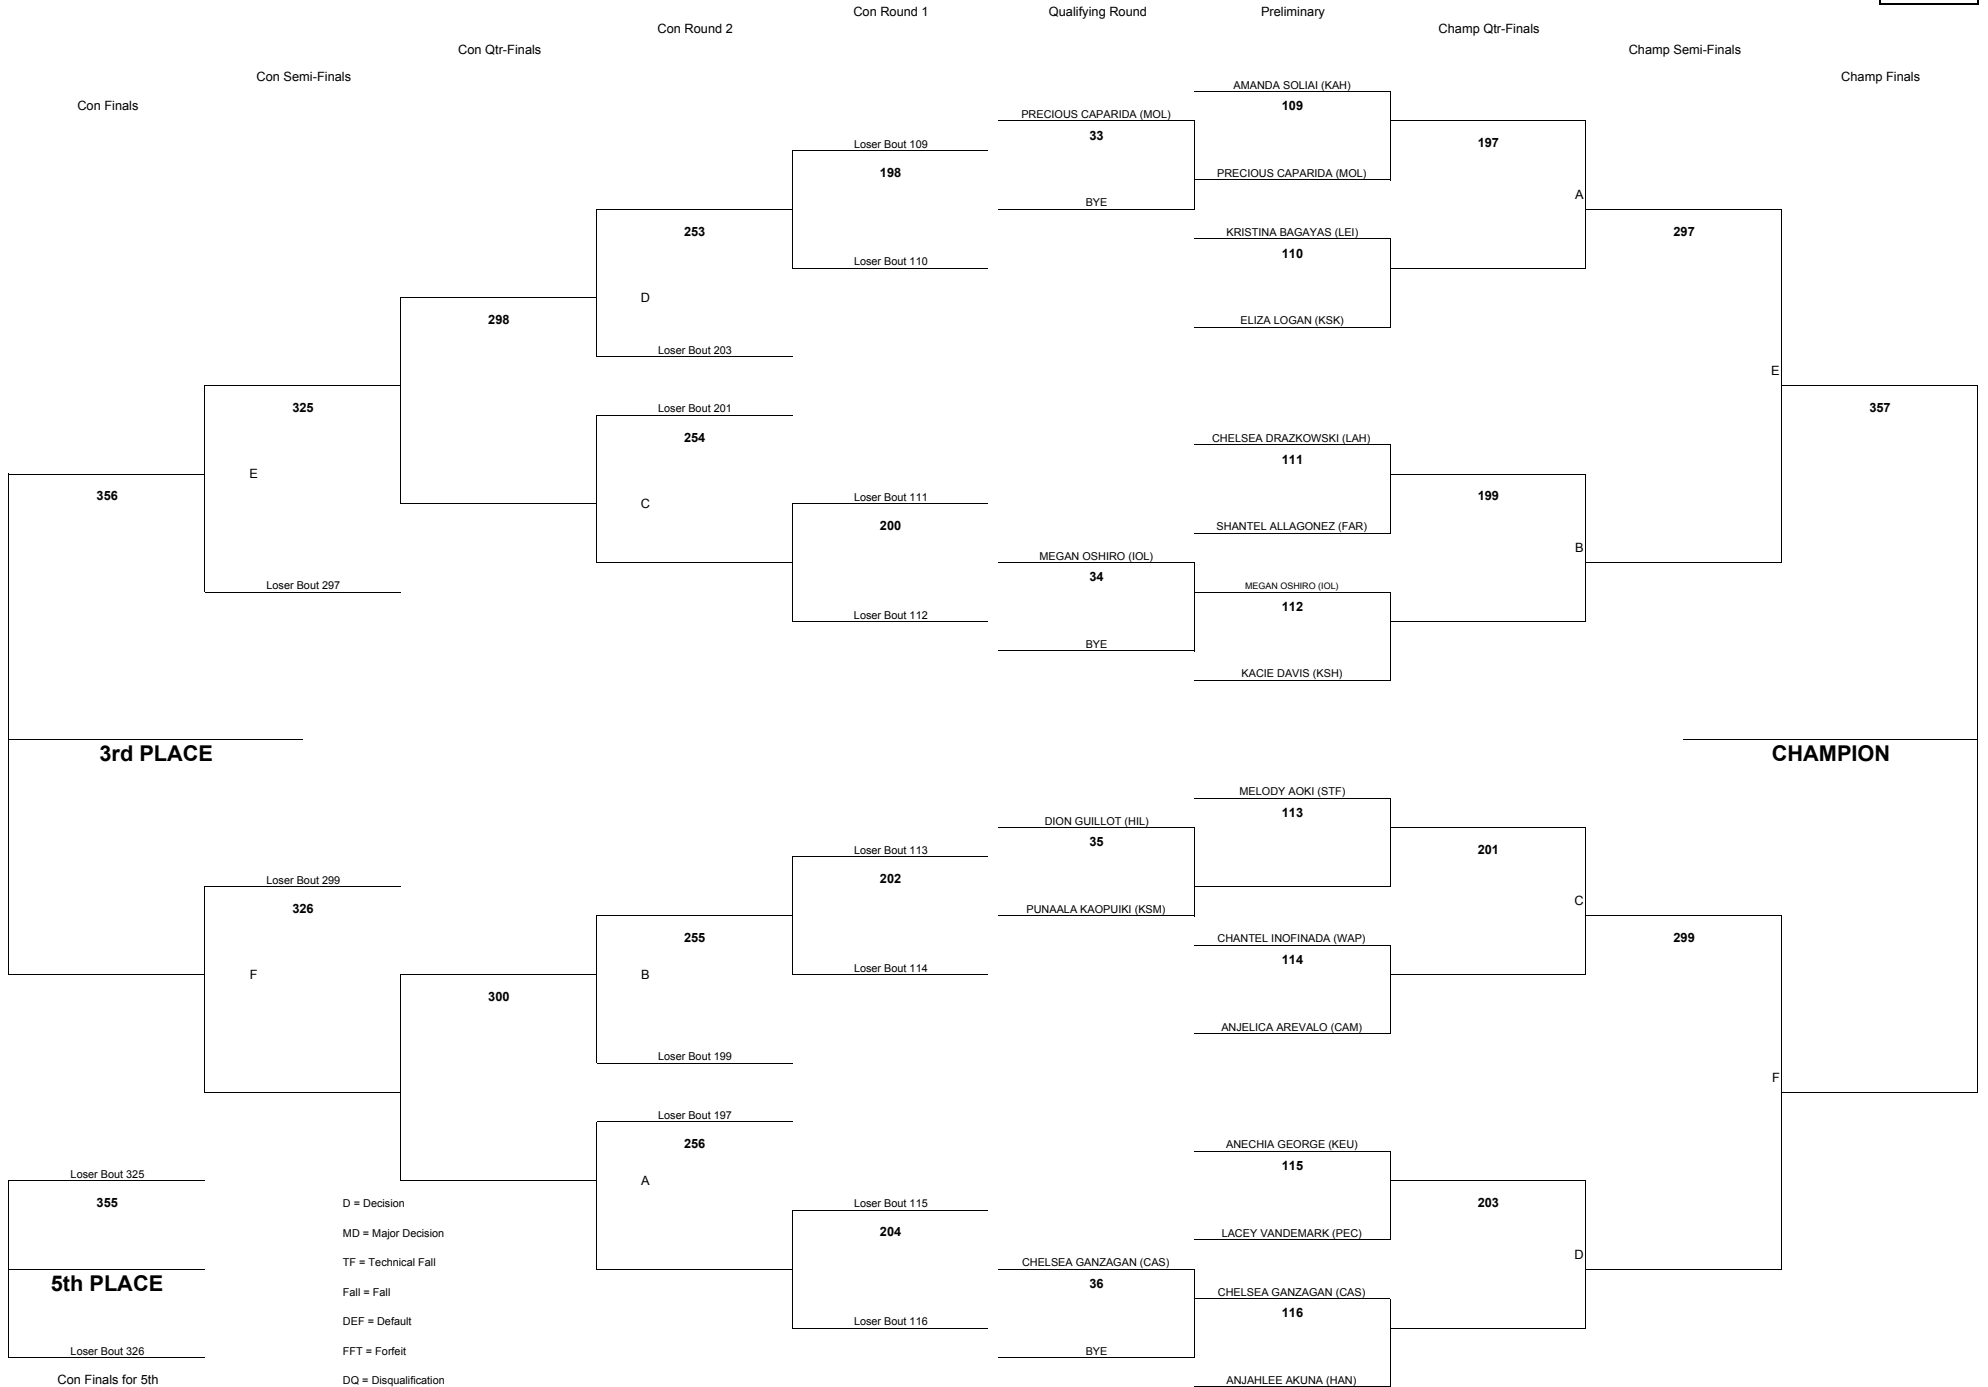 Con Round 1
Qualifying Round
Preliminary
Con Round 2
Champ Qtr-Finals
Con Qtr-Finals
Champ Semi-Finals
Con Semi-Finals
Champ Finals
Con Finals
AMANDA SOLIAI (KAH)
109
PRECIOUS CAPARIDA (MOL)
33
197
Loser Bout 109
198
PRECIOUS CAPARIDA (MOL)
A
BYE
253
KRISTINA BAGAYAS (LEI)
297
110
Loser Bout 110
D
298
ELIZA LOGAN (KSK)
Loser Bout 203
E
325
Loser Bout 201
357
254
CHELSEA DRAZKOWSKI (LAH)
111
E
356
C
Loser Bout 111
199
200
SHANTEL ALLAGONEZ (FAR)
B
MEGAN OSHIRO (IOL)
34
Loser Bout 297
MEGAN OSHIRO (IOL)
112
Loser Bout 112
BYE
KACIE DAVIS (KSH)
3rd PLACE
CHAMPION
MELODY AOKI (STF)
113
DION GUILLOT (HIL)
35
Loser Bout 113
201
Loser Bout 299
202
326
C
PUNAALA KAOPUIKI (KSM)
255
CHANTEL INOFINADA (WAP)
299
114
F
B
Loser Bout 114
300
ANJELICA AREVALO (CAM)
Loser Bout 199
F
Loser Bout 197
256
ANECHIA GEORGE (KEU)
115
Loser Bout 325
A
355
D = Decision
Loser Bout 115
203
MD = Major Decision
204
LACEY VANDEMARK (PEC)
D
TF = Technical Fall
CHELSEA GANZAGAN (CAS)
5th PLACE
36
Fall = Fall
CHELSEA GANZAGAN (CAS)
116
DEF = Default
Loser Bout 116
Loser Bout 326
FFT = Forfeit
BYE
Con Finals for 5th
DQ = Disqualification
ANJAHLEE AKUNA (HAN)